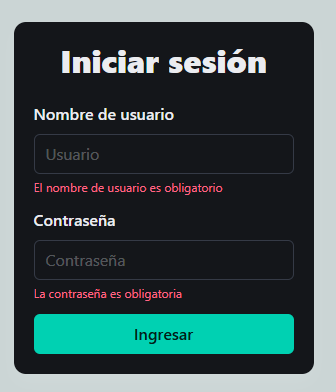 Iniciar sesión
Nombre de usuario
Usuario
El nombre de usuario es obligatorio
Contraseña
Contraseña
La contraseña es obligatoria
Ingresar